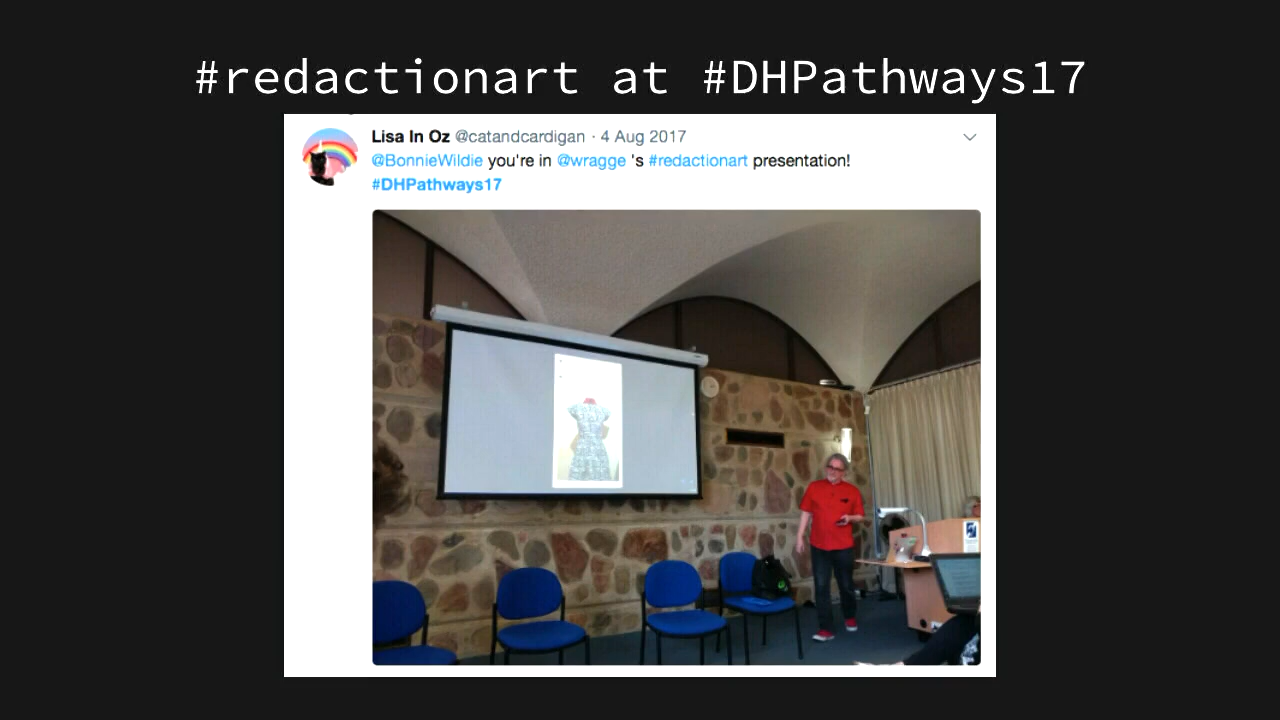 #redactionart at #DHPathways17
Lisa In Oz @catandcardigan · 4 Aug 2017
@BonnieWildie you're in @wragge 's #redactionart presentation!
#DHPathways17